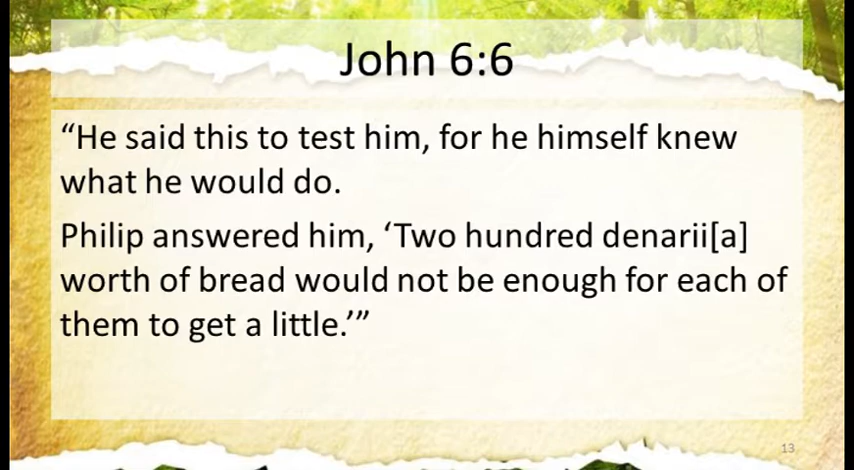 John 6:6
“He said this to test him, for he himself knew
what he would do.
Philip answered him, ‘Two hundred denarii[a]
worth of bread would not be enough for each of
them to get a little.’”
13